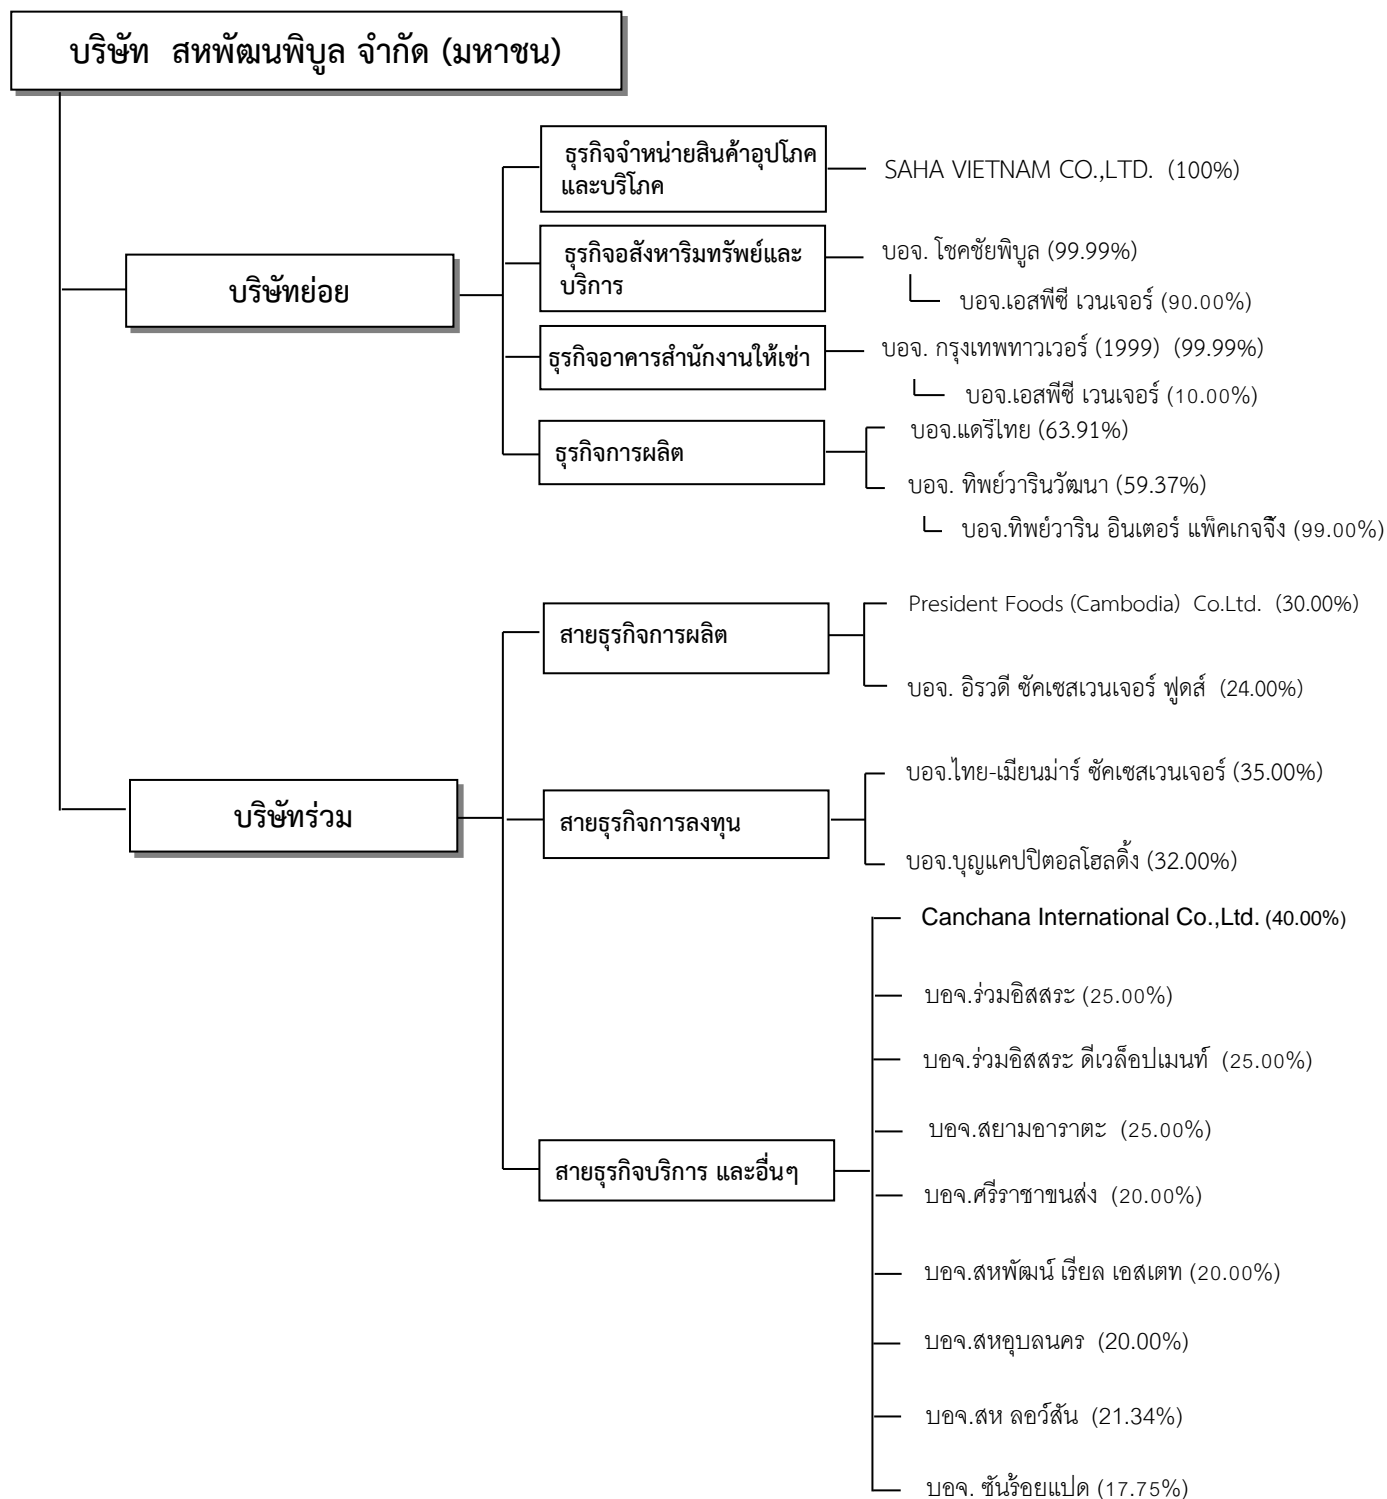 บริษัท สหพัฒนพิบูล จำกัด (มหาชน)
ธุรกิจจำหน่ายสินค้าอุปโภค
และบริโภค
SAHA VIETNAM CO.,LTD. (100%)
บริษัทย่อย
ธุรกิจอสังหาริมทรัพย์และ
บริการ
บอจ. โชคชัยพิบูล (99.99%)
บอจ.เอสพีซี เวนเจอร์ (90.00%)
ธุรกิจอาคารสำนักงานให้เช่า
บอจ. กรุงเทพทาวเวอร์ (1999) (99.99%)
บอจ.เอสพีซี เวนเจอร์ (10.00%)
ธุรกิจการผลิต
บอจ.แดรี่ไทย (63.91%)
บอจ. ทิพย์วารินวัฒนา (59.37%)
บอจ.ทิพย์วาริน อินเตอร์ แพ็คเกจจิ้ง (99.00%)
สายธุรกิจการผลิต
President Foods (Cambodia) Co.Ltd. (30.00%)
บอจ. อิรวดี ซัคเซสเวนเจอร์ ฟูดส์ (24.00%)
บริษัทร่วม
สายธุรกิจการลงทุน
บอจ.ไทย-เมียนม่าร์ ซัคเซสเวนเจอร์ (35.00%)
บอจ.บุญแคปปิตอลโฮลดิ้ง (32.00%)
สายธุรกิจบริการ และอื่นๆ
Canchana International Co.,Ltd. (40.00%)
บอจ.ร่วมอิสสระ (25.00%)
บอจ.ร่วมอิสสระ ดีเวล็อปเมนท์ (25.00%)
บอจ.สยามอาราตะ (25.00%)
บอจ.ศรีราชาขนส่ง (20.00%)
บอจ.สหพัฒน์ เรียล เอสเตท (20.00%)
บอจ.สหอุบลนคร (20.00%)
บอจ.สห ลอว์สัน (21.34%)
บอจ. ซันร้อยแปด (17.75%)